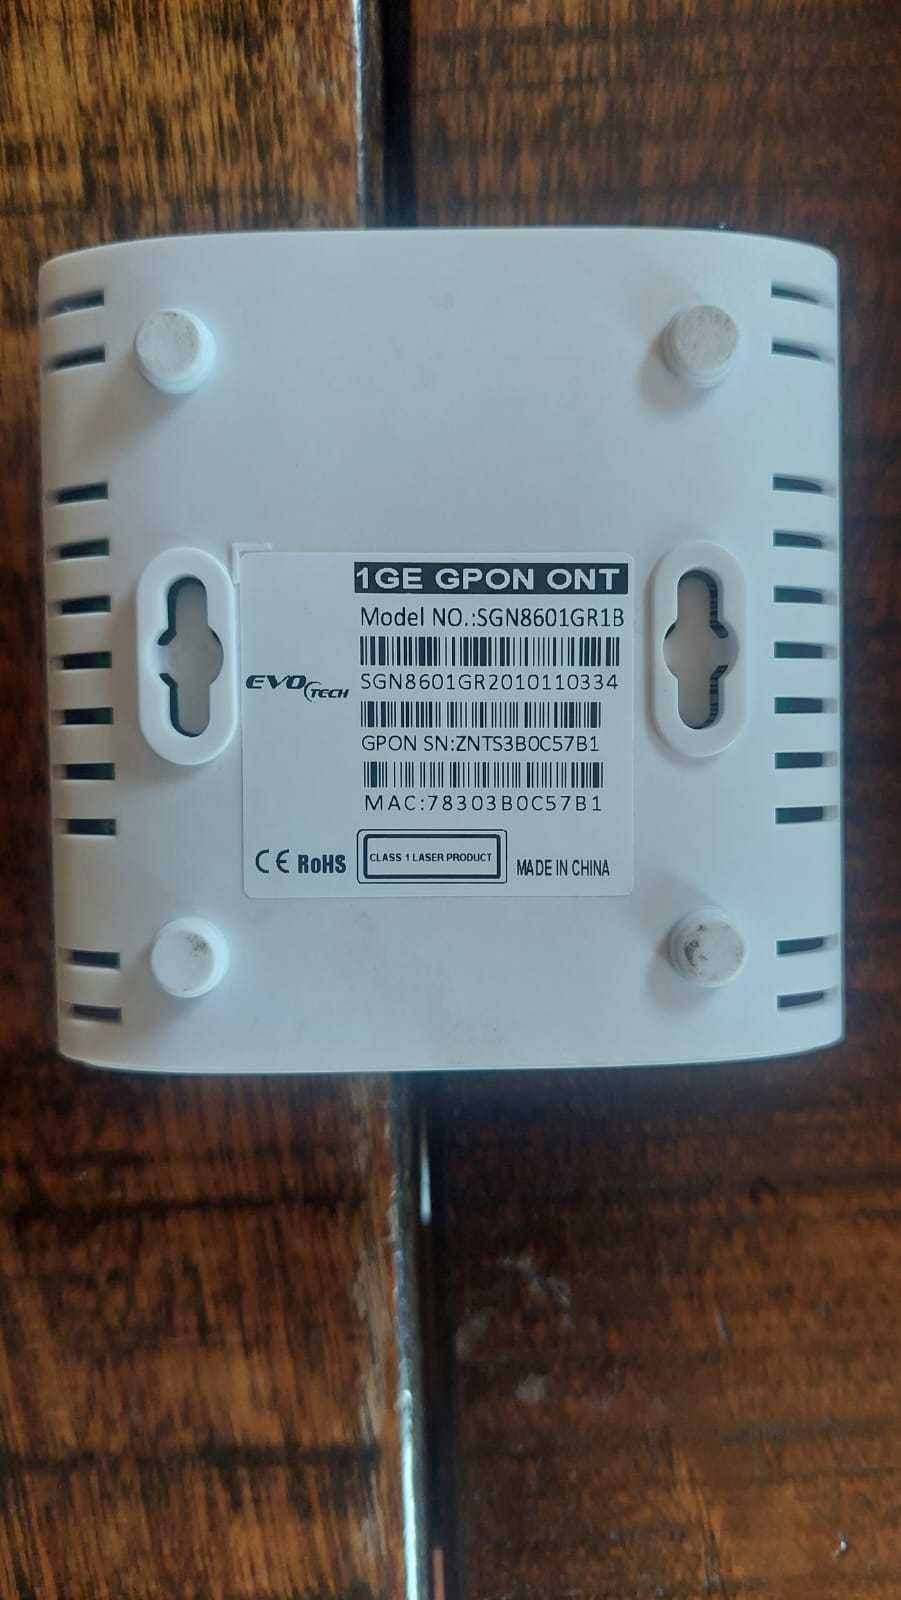 1GE GPON ONT
Model NO.:SGN8601GR1B
SGN8601GR2010110334
EVO TECH
GPON SN:ZNTS3B0C57B1
MAC:78303B0C57B1
CE RoHS
CLASS 1 LASER PRODUCT
MADE IN CHINA